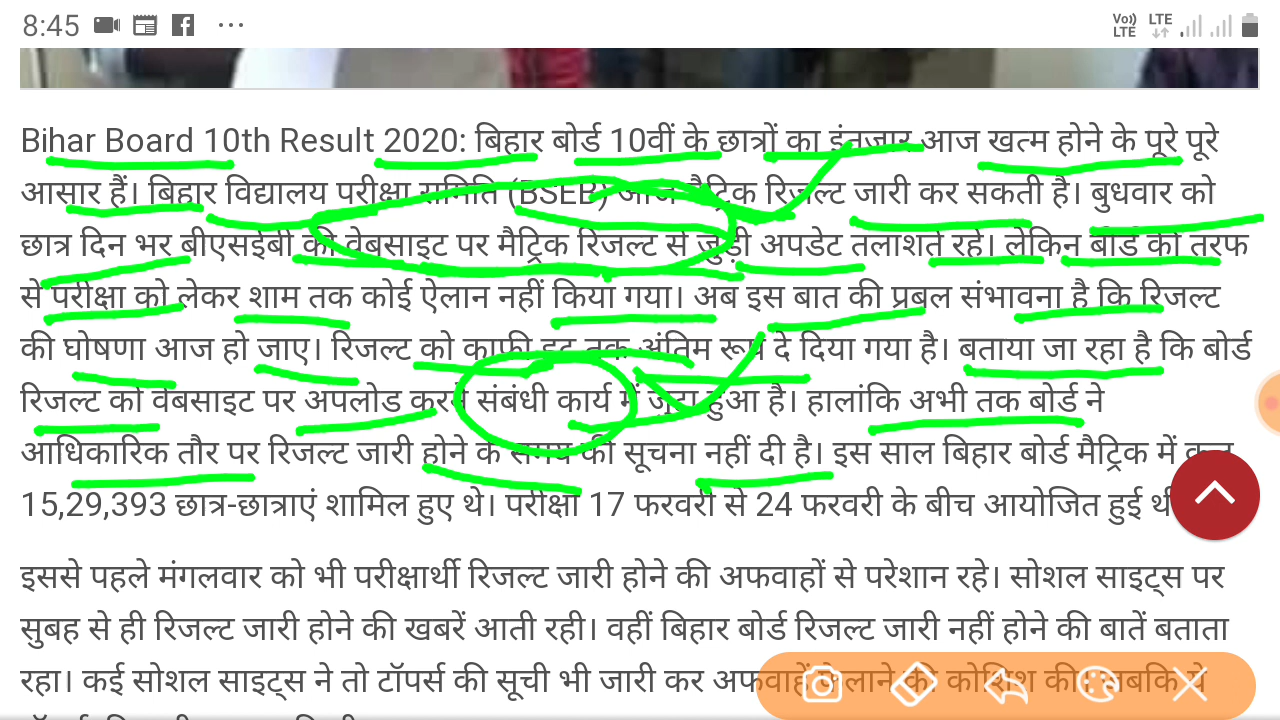 8:45
Vo)) LTE LTE
Bihar Board 10th Result 2020: बिहार बोर्ड 10वीं के छात्रों का इंतजार आज खत्म होने के पूरे पूरे
आसार हैं। बिहार विद्यालय परीक्षा समिति (BSEB) आज मैट्रिक रिजल्ट जारी कर सकती है। बुधवार को
छात्र दिन भर बीएसईबी की वेबसाइट पर मैट्रिक रिजल्ट से जुड़ी अपडेट तलाशते रहे। लेकिन बोर्ड की तरफ
से परीक्षा को लेकर शाम तक कोई ऐलान नहीं किया गया। अब इस बात की प्रबल संभावना है कि रिजल्ट
की घोषणा आज हो जाए। रिजल्ट को काफी हद तक अंतिम रूप दे दिया गया है। बताया जा रहा है कि बोर्ड
रिजल्ट को वेबसाइट पर अपलोड करने संबंधी कार्य में जुटा हुआ है। हालांकि अभी तक बोर्ड ने
आधिकारिक तौर पर रिजल्ट जारी होने के समय की सूचना नहीं दी है। इस साल बिहार बोर्ड मैट्रिक में कुल
15,29,393 छात्र-छात्राएं शामिल हुए थे। परीक्षा 17 फरवरी से 24 फरवरी के बीच आयोजित हुई
इससे पहले मंगलवार को भी परीक्षार्थी रिजल्ट जारी होने की अफवाहों से परेशान रहे। सोशल साइट्स पर
सुबह से ही रिजल्ट जारी होने की खबरें आती रही। वहीं बिहार बोर्ड रिजल्ट जारी नहीं होने की बातें बताता
रहा। कई सोशल साइट्स ने तो टॉपर्स की सूची भी जारी कर अफवाहें फैलाने की कोशिश की। जबकि ये